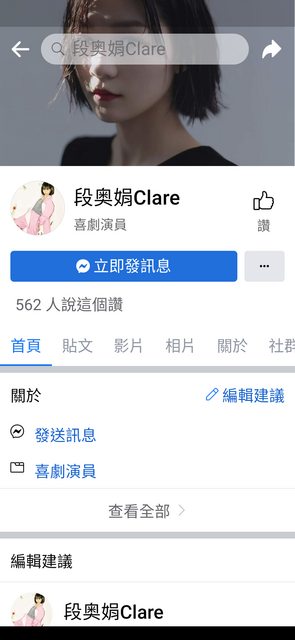 段奧娟Clare
段奧娟Clare
喜劇演員
讚
立即發訊息
562 人說這個讚
首頁 貼文 影片 相片 關於 社群
關於
編輯建議
發送訊息
喜劇演員
查看全部
編輯建議
段奧娟Clare